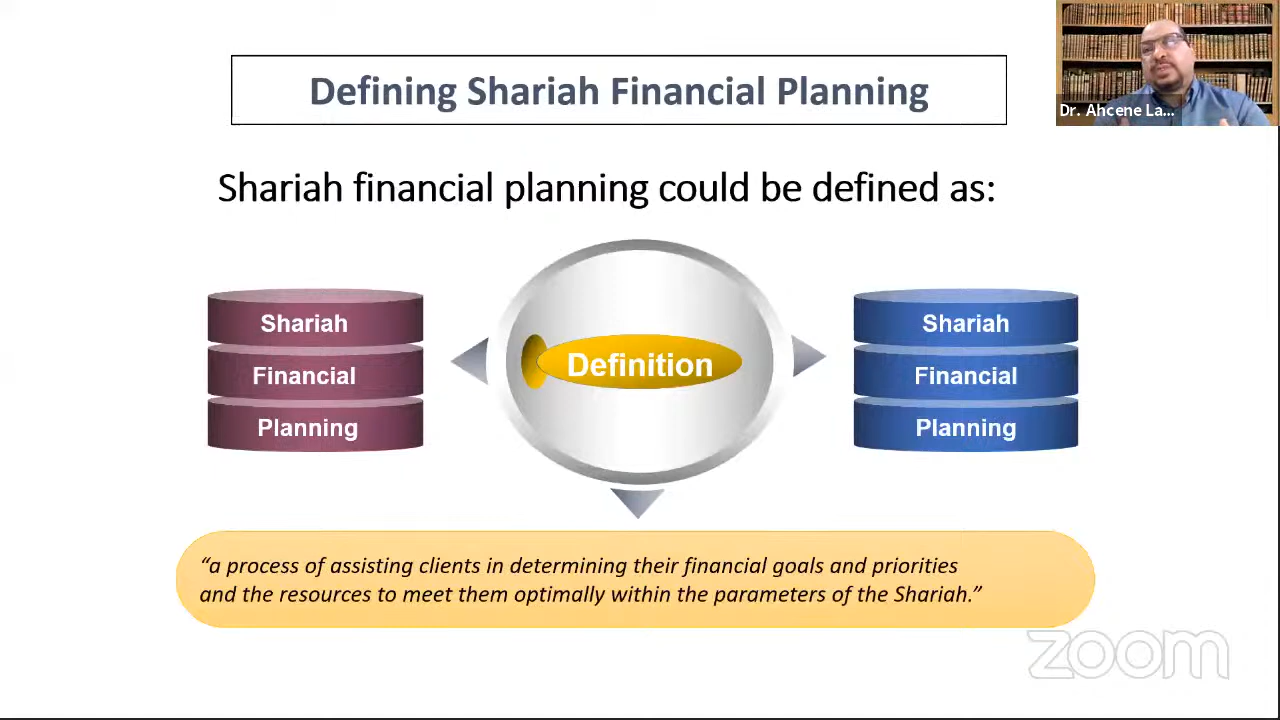 Defining Shariah Financial Planning
Dr. Ahcene La...
Shariah financial planning could be defined as:
Shariah
Financial
Planning
Definition
Shariah
Financial
Planning
“a process of assisting clients in determining their financial goals and priorities
and the resources to meet them optimally within the parameters of the Shariah.”
zoom